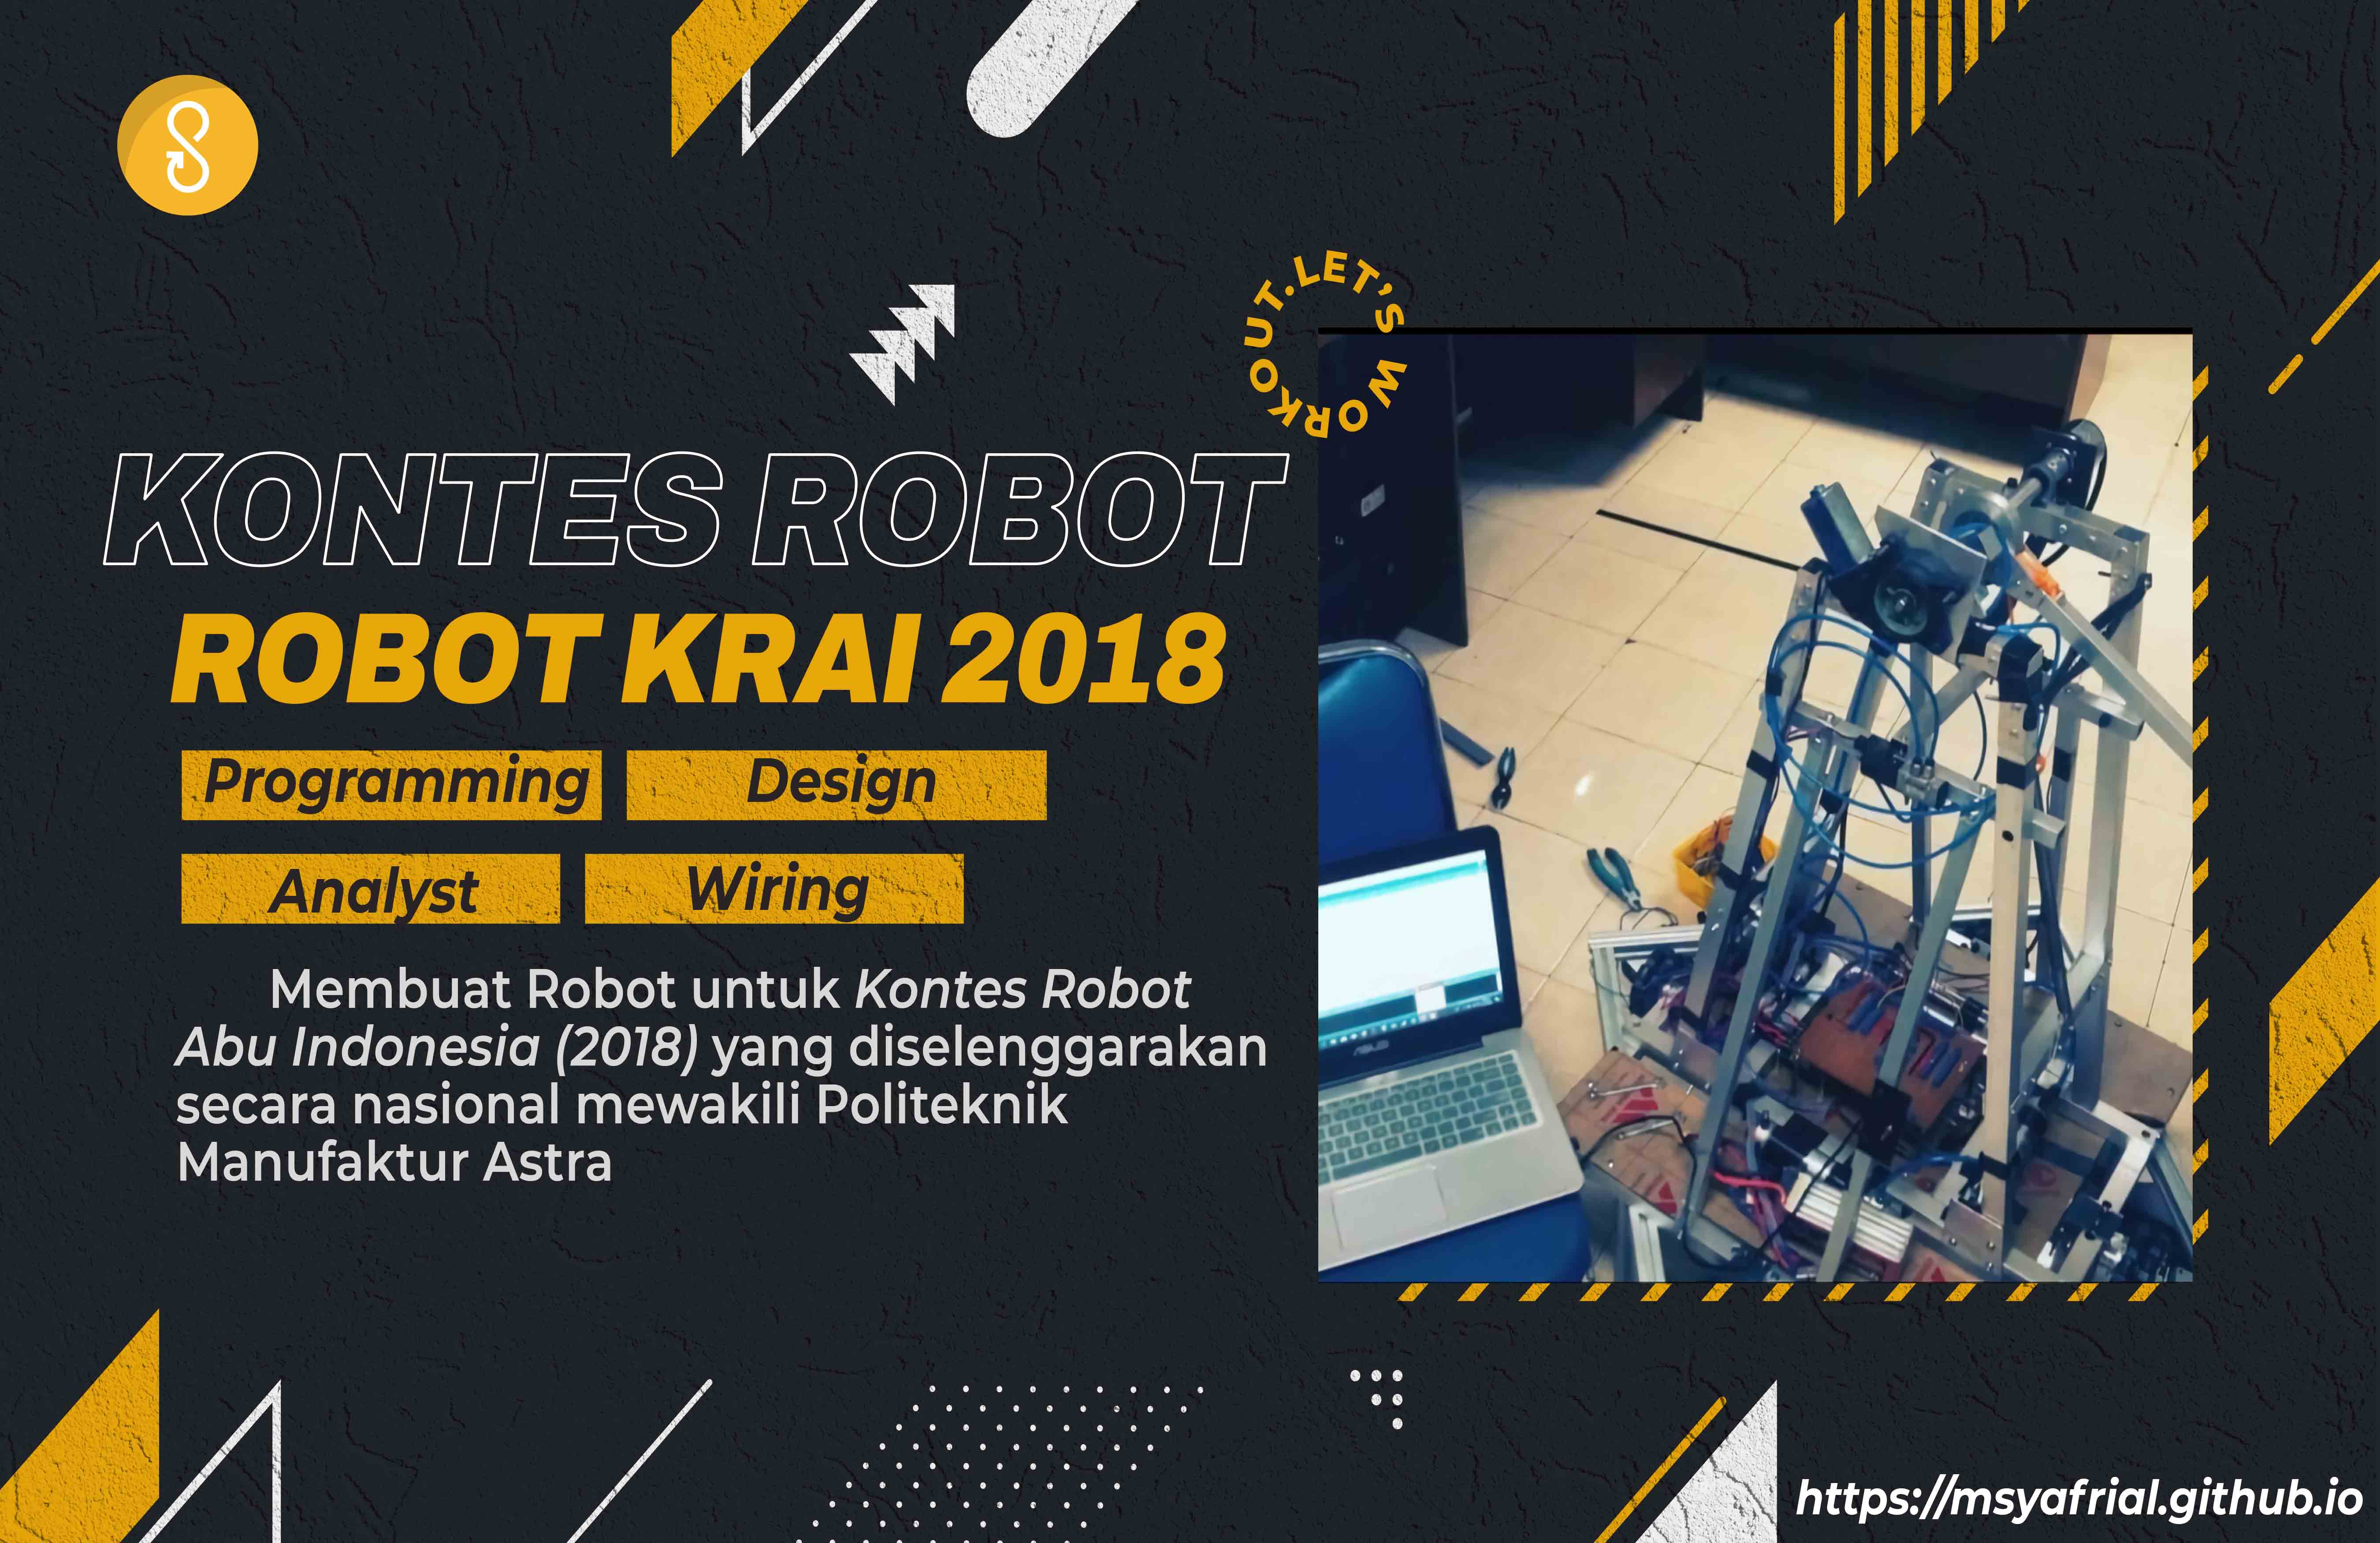 LET'S WORKOUT.
KONTES ROBOT
ROBOT KRAI 2018
Programming
Design
Analyst
Wiring
Membuat Robot untuk Kontes Robot
Abu Indonesia (2018) yang diselenggarakan
secara nasional mewakili Politeknik
Manufaktur Astra
ASUS
https://msyafrial.github.io